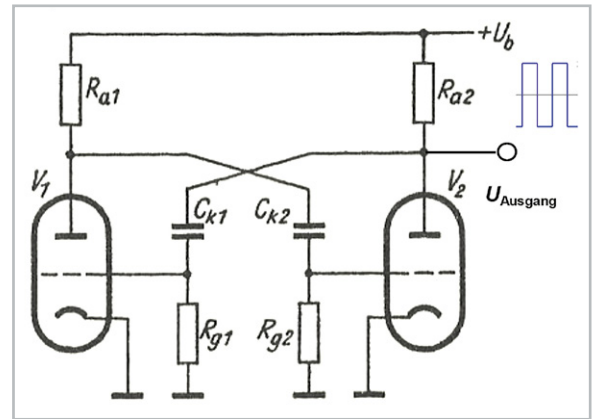 +Ub
Ra1
Ra2
V1
V2
UAusgang
Ck1
Ck2
Rg1
Rg2